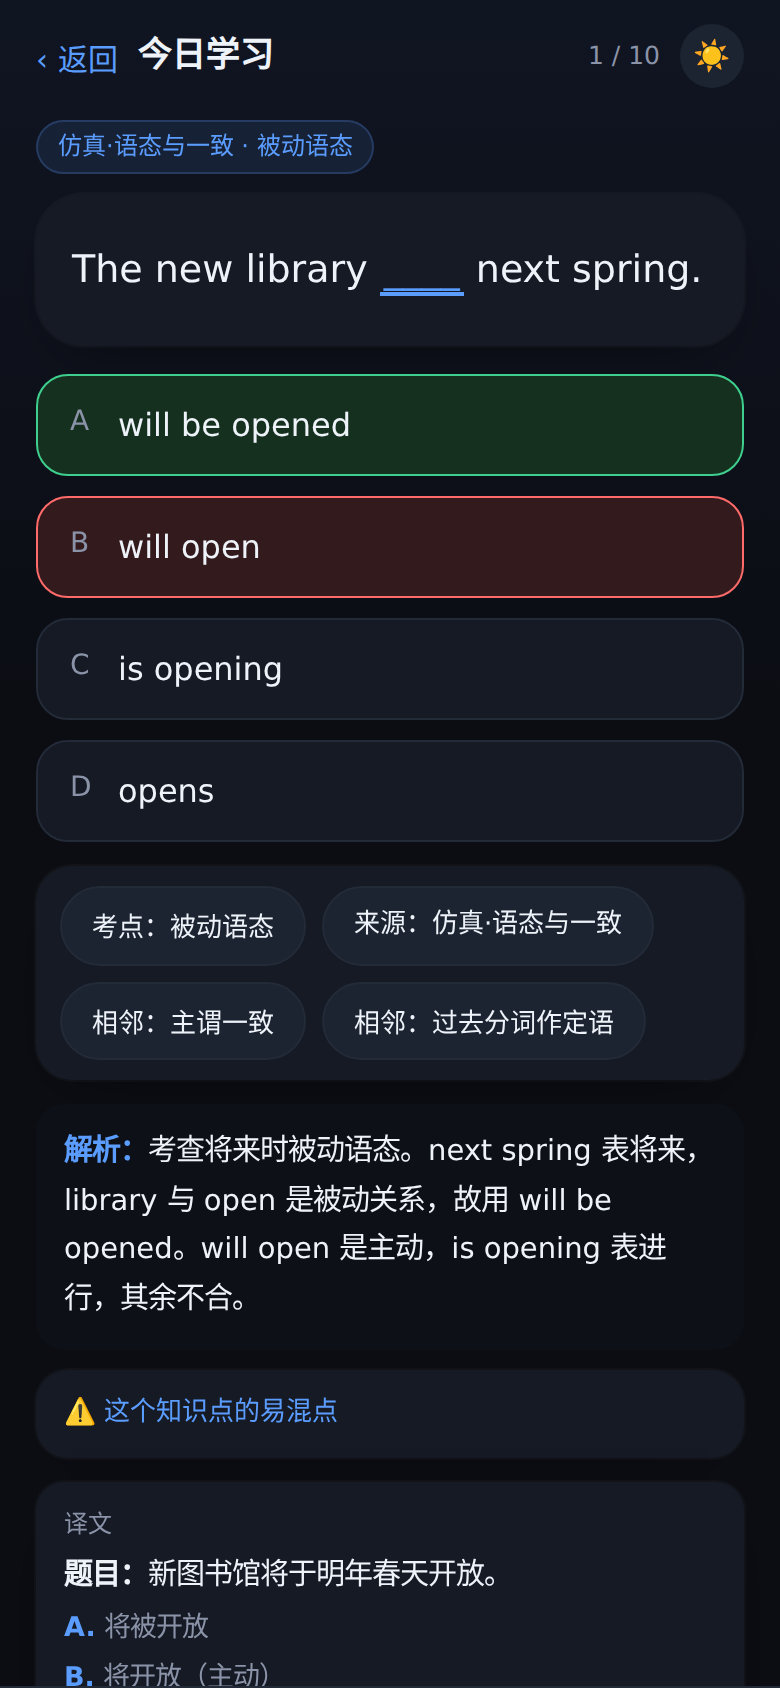 ‹ 返回 今日学习 1 / 10
仿真·语态与一致 · 被动语态
The new library ____ next spring.
A will be opened
B will open
C is opening
D opens
考点：被动语态 来源：仿真·语态与一致
相邻：主谓一致 相邻：过去分词作定语
解析：考查将来时被动语态。next spring 表将来，
library 与 open 是被动关系，故用 will be
opened。will open 是主动，is opening 表进
行，其余不合。
⚠️ 这个知识点的易混点
译文
题目：新图书馆将于明年春天开放。
A. 将被开放
B. 将开放（主动）